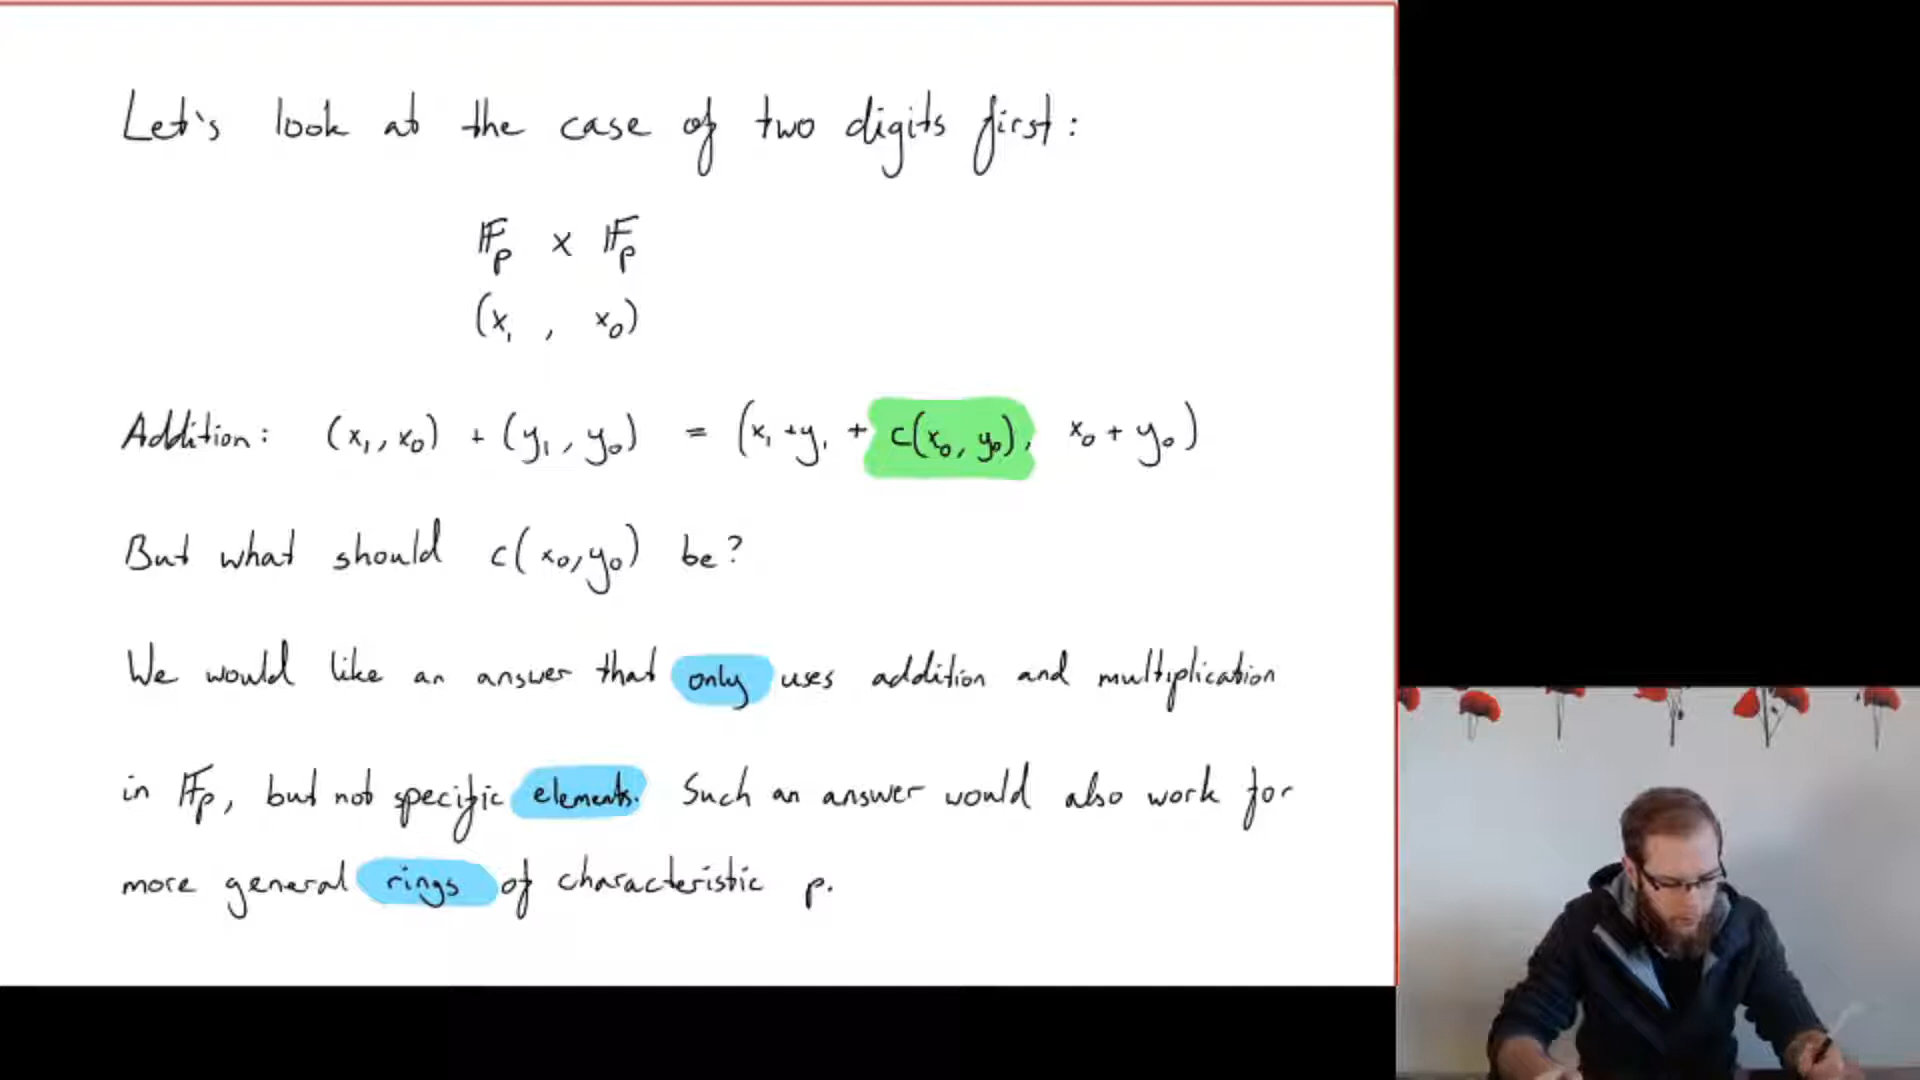 Let's look at the case of two digits first:
𝔽ₚ × 𝔽ₚ
(x₁ , x₀)
Addition: (x₁, x₀) + (y₁, y₀) = (x₁ + y₁ + c(x₀, y₀), x₀ + y₀)
But what should c(x₀, y₀) be?
We would like an answer that only uses addition and multiplication
in 𝔽ₚ, but not specific elements. Such an answer would also work for
more general rings of characteristic p.